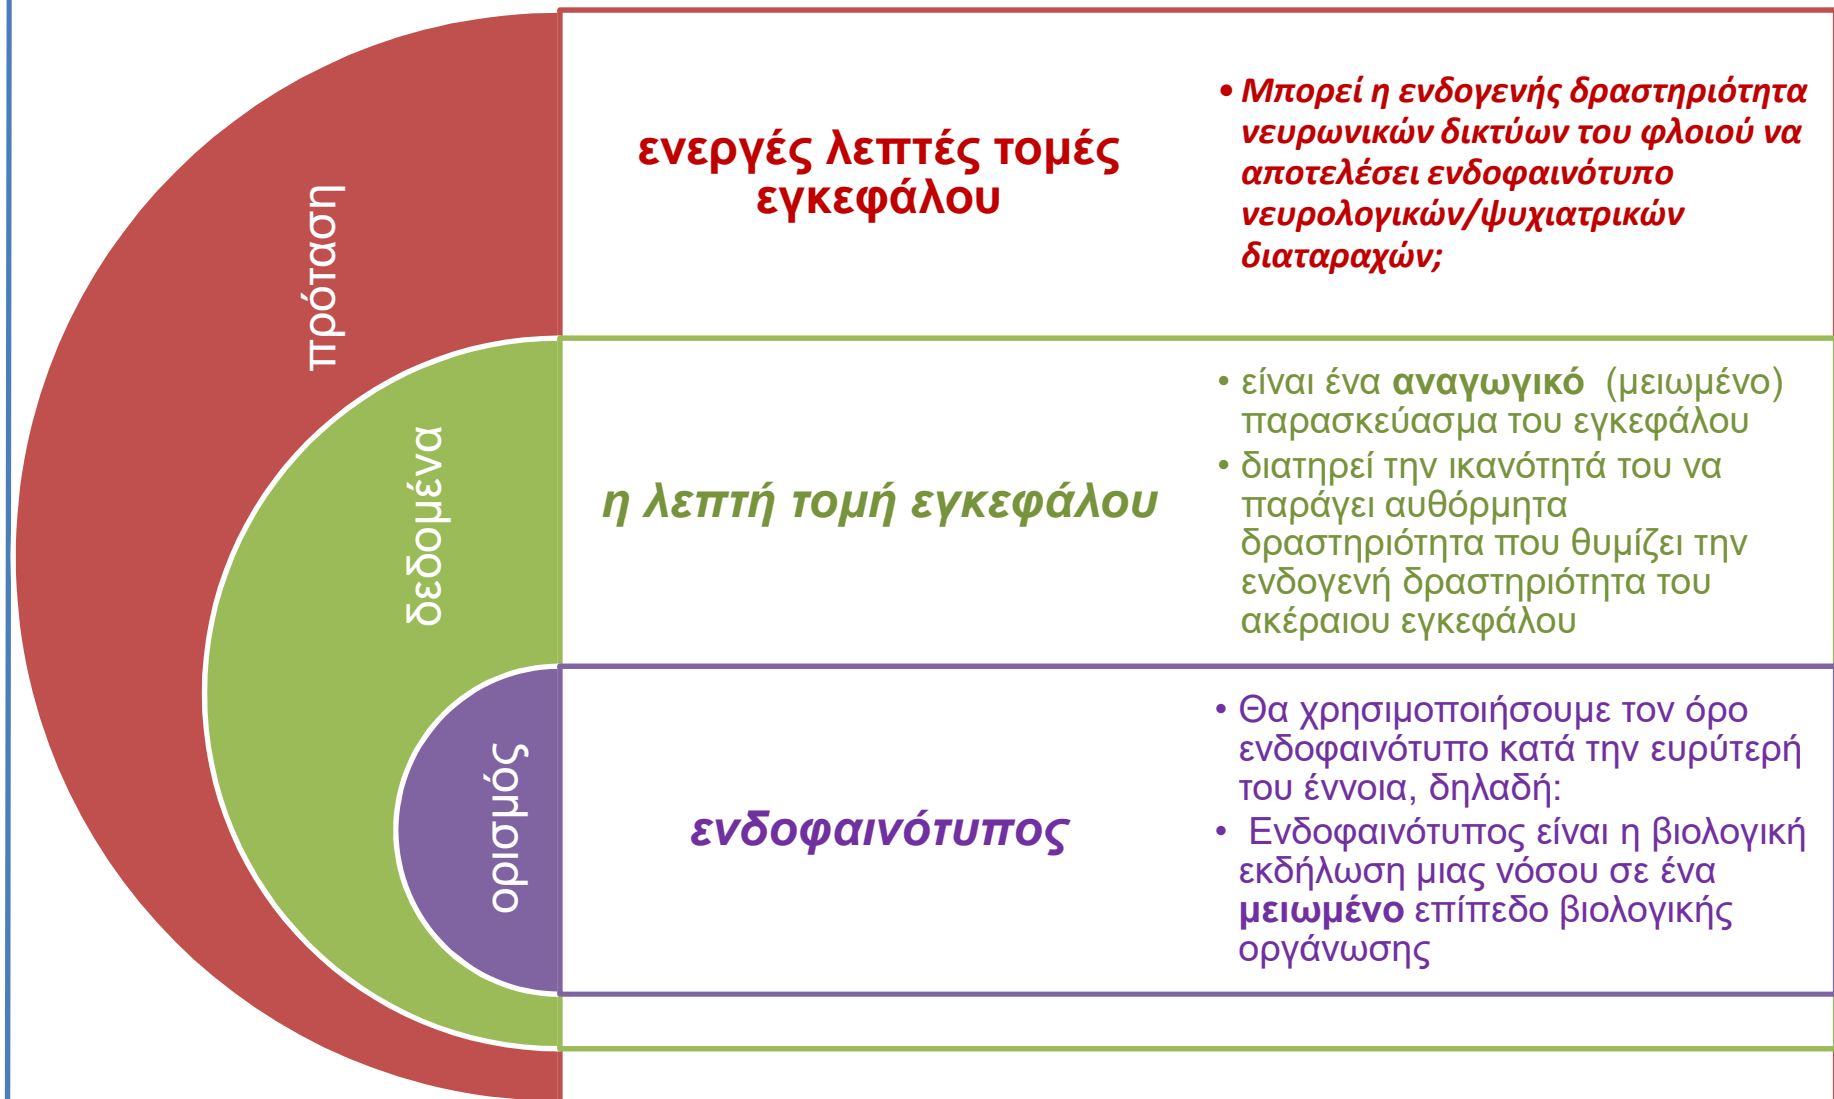 πρόταση
ενεργές λεπτές τομές
εγκεφάλου
• Μπορεί η ενδογενής δραστηριότητα
νευρωνικών δικτύων του φλοιού να
αποτελέσει ενδοφαινότυπο
νευρολογικών/ψυχιατρικών
διαταραχών;
δεδομένα
η λεπτή τομή εγκεφάλου
• είναι ένα αναγωγικό (μειωμένο)
παρασκεύασμα του εγκεφάλου
• διατηρεί την ικανότητά του να
παράγει αυθόρμητα
δραστηριότητα που θυμίζει την
ενδογενή δραστηριότητα του
ακέραιου εγκεφάλου
ορισμός
ενδοφαινότυπος
• Θα χρησιμοποιήσουμε τον όρο
ενδοφαινότυπο κατά την ευρύτερή
του έννοια, δηλαδή:
• Ενδοφαινότυπος είναι η βιολογική
εκδήλωση μιας νόσου σε ένα
μειωμένο επίπεδο βιολογικής
οργάνωσης